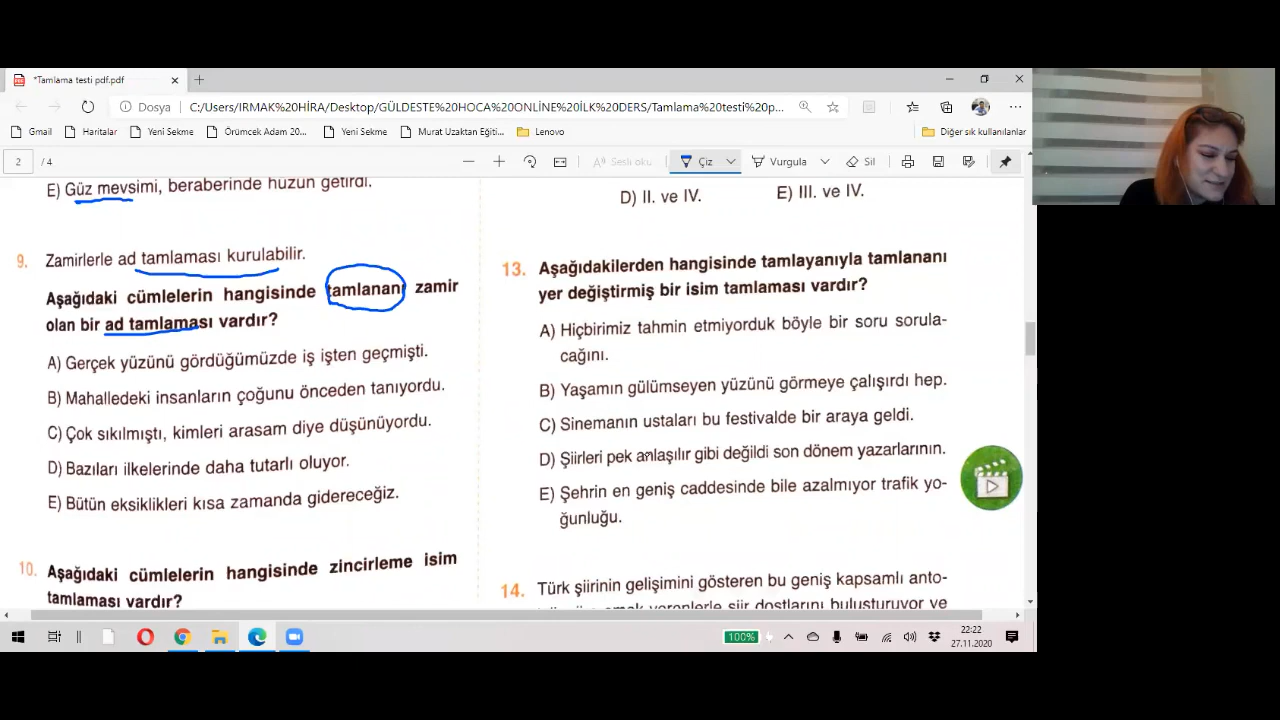 *Tamlama testi pdf.pdf
Dosya
C:/Users/IRMAK%20HİRA/Desktop/GÜLDESTE%20HOCA%20ONLİNE%20İLK%20DERS/Tamlama%20testi%20p...
Gmail
Haritalar
Yeni Sekme
Örümcek Adam 20...
Yeni Sekme
Murat Uzaktan Eğiti...
Lenovo
Diğer sık kullanılanlar
2 / 4
Sesli oku
Çiz
Vurgula
Sil
E) Güz mevsimi, beraberinde hüzün getirdi.
9. Zamirlerle ad tamlaması kurulabilir.
Aşağıdaki cümlelerin hangisinde tamlananı zamir
olan bir ad tamlaması vardır?
A) Gerçek yüzünü gördüğümüzde iş işten geçmişti.
B) Mahalledeki insanların çoğunu önceden tanıyordu.
C) Çok sıkılmıştı, kimleri arasam diye düşünüyordu.
D) Bazıları ilkelerinde daha tutarlı oluyor.
E) Bütün eksiklikleri kısa zamanda gidereceğiz.
10. Aşağıdaki cümlelerin hangisinde zincirleme isim
tamlaması vardır?
D) II. ve IV.
E) III. ve IV.
13. Aşağıdakilerden hangisinde tamlayanıyla tamlananı
yer değiştirmiş bir isim tamlaması vardır?
A) Hiçbirimiz tahmin etmiyorduk böyle bir soru sorula-
cağını.
B) Yaşamın gülümseyen yüzünü görmeye çalışırdı hep.
C) Sinemanın ustaları bu festivalde bir araya geldi.
D) Şiirleri pek anlaşılır gibi değildi son dönem yazarlarının.
E) Şehrin en geniş caddesinde bile azalmıyor trafik yo-
ğunluğu.
14. Türk şiirinin gelişimini gösteren bu geniş kapsamlı anto-
verenlerle şiir dostlarını buluşturuyor ve
100%
22:22
27.11.2020